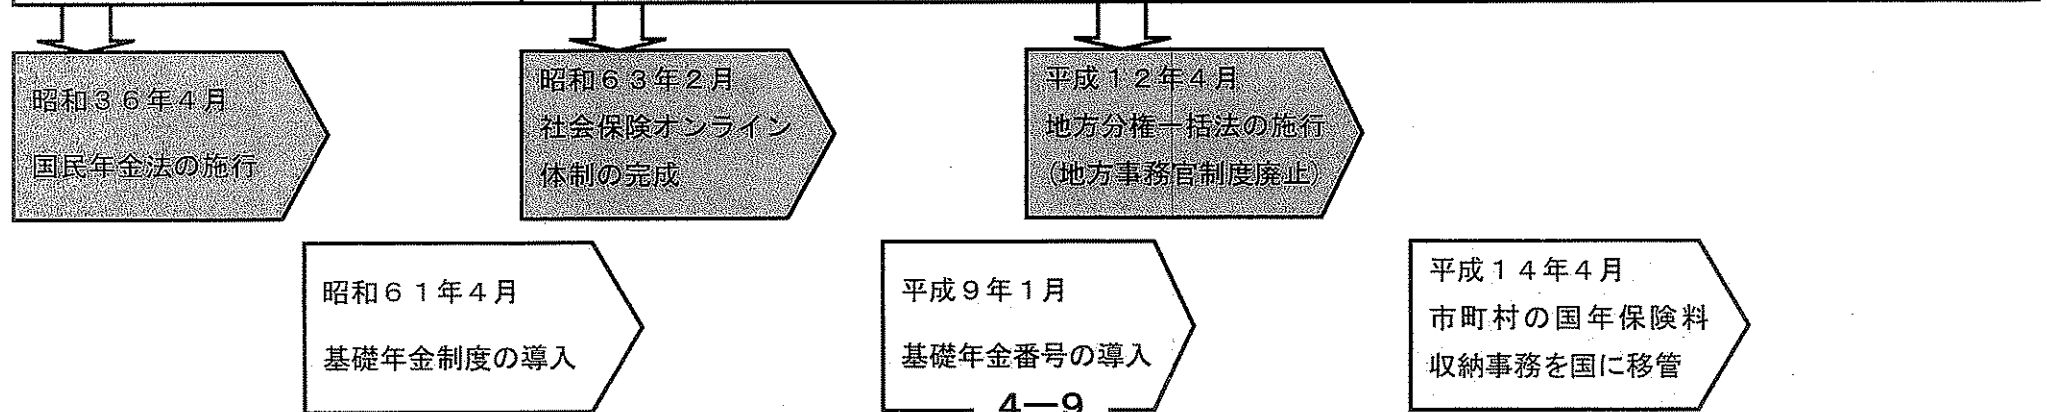 昭和３６年４月
国民年金法の施行
昭和６３年２月
社会保険オンライン
体制の完成
平成１２年４月
地方分権一括法の施行
（地方事務官制度廃止）
昭和６１年４月
基礎年金制度の導入
平成９年１月
基礎年金番号の導入
平成１４年４月
市町村の国年保険料
収納事務を国に移管
4―9